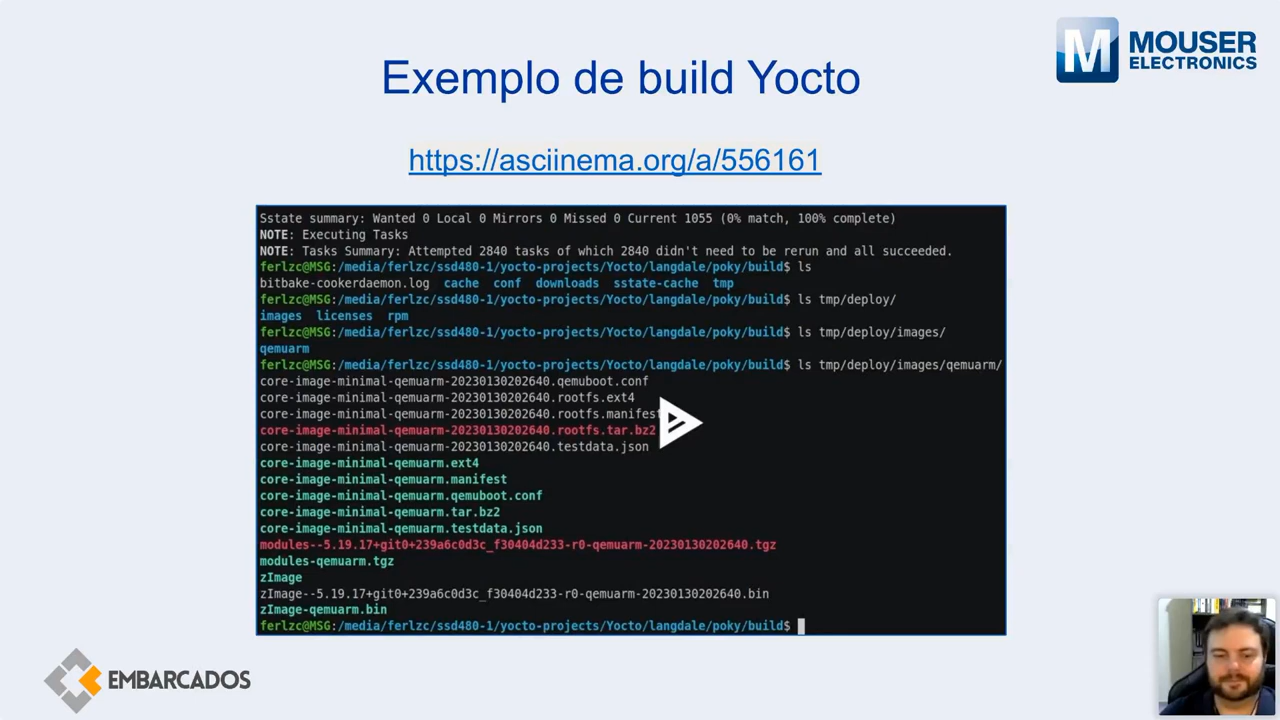 MOUSER
ELECTRONICS
Exemplo de build Yocto
https://asciinema.org/a/556161
Sstate summary: Wanted 0 Local 0 Mirrors 0 Missed 0 Current 1055 (0% match, 100% complete)
NOTE: Executing Tasks
NOTE: Tasks Summary: Attempted 2840 tasks of which 2840 didn't need to be rerun and all succeeded.
ferlzc@MSG:/media/ferlzc/ssd480-1/yocto-projects/Yocto/langdale/poky/build$ ls
bitbake-cookerdaemon.log cache conf downloads sstate-cache tmp
ferlzc@MSG:/media/ferlzc/ssd480-1/yocto-projects/Yocto/langdale/poky/build$ ls tmp/deploy/
images licenses rpm
ferlzc@MSG:/media/ferlzc/ssd480-1/yocto-projects/Yocto/langdale/poky/build$ ls tmp/deploy/images/
qemuarm
ferlzc@MSG:/media/ferlzc/ssd480-1/yocto-projects/Yocto/langdale/poky/build$ ls tmp/deploy/images/qemuarm/
core-image-minimal-qemuarm-20230130202640.qemuboot.conf
core-image-minimal-qemuarm-20230130202640.rootfs.ext4
core-image-minimal-qemuarm-20230130202640.rootfs.manifest
core-image-minimal-qemuarm-20230130202640.rootfs.tar.bz2
core-image-minimal-qemuarm-20230130202640.testdata.json
core-image-minimal-qemuarm.ext4
core-image-minimal-qemuarm.manifest
core-image-minimal-qemuarm.qemuboot.conf
core-image-minimal-qemuarm.tar.bz2
core-image-minimal-qemuarm.testdata.json
modules--5.19.17+git0+239a6c0d3c_f30404d233-r0-qemuarm-20230130202640.tgz
modules-qemuarm.tgz
zImage
zImage--5.19.17+git0+239a6c0d3c_f30404d233-r0-qemuarm-20230130202640.bin
zImage-qemuarm.bin
ferlzc@MSG:/media/ferlzc/ssd480-1/yocto-projects/Yocto/langdale/poky/build$
EMBARCADOS